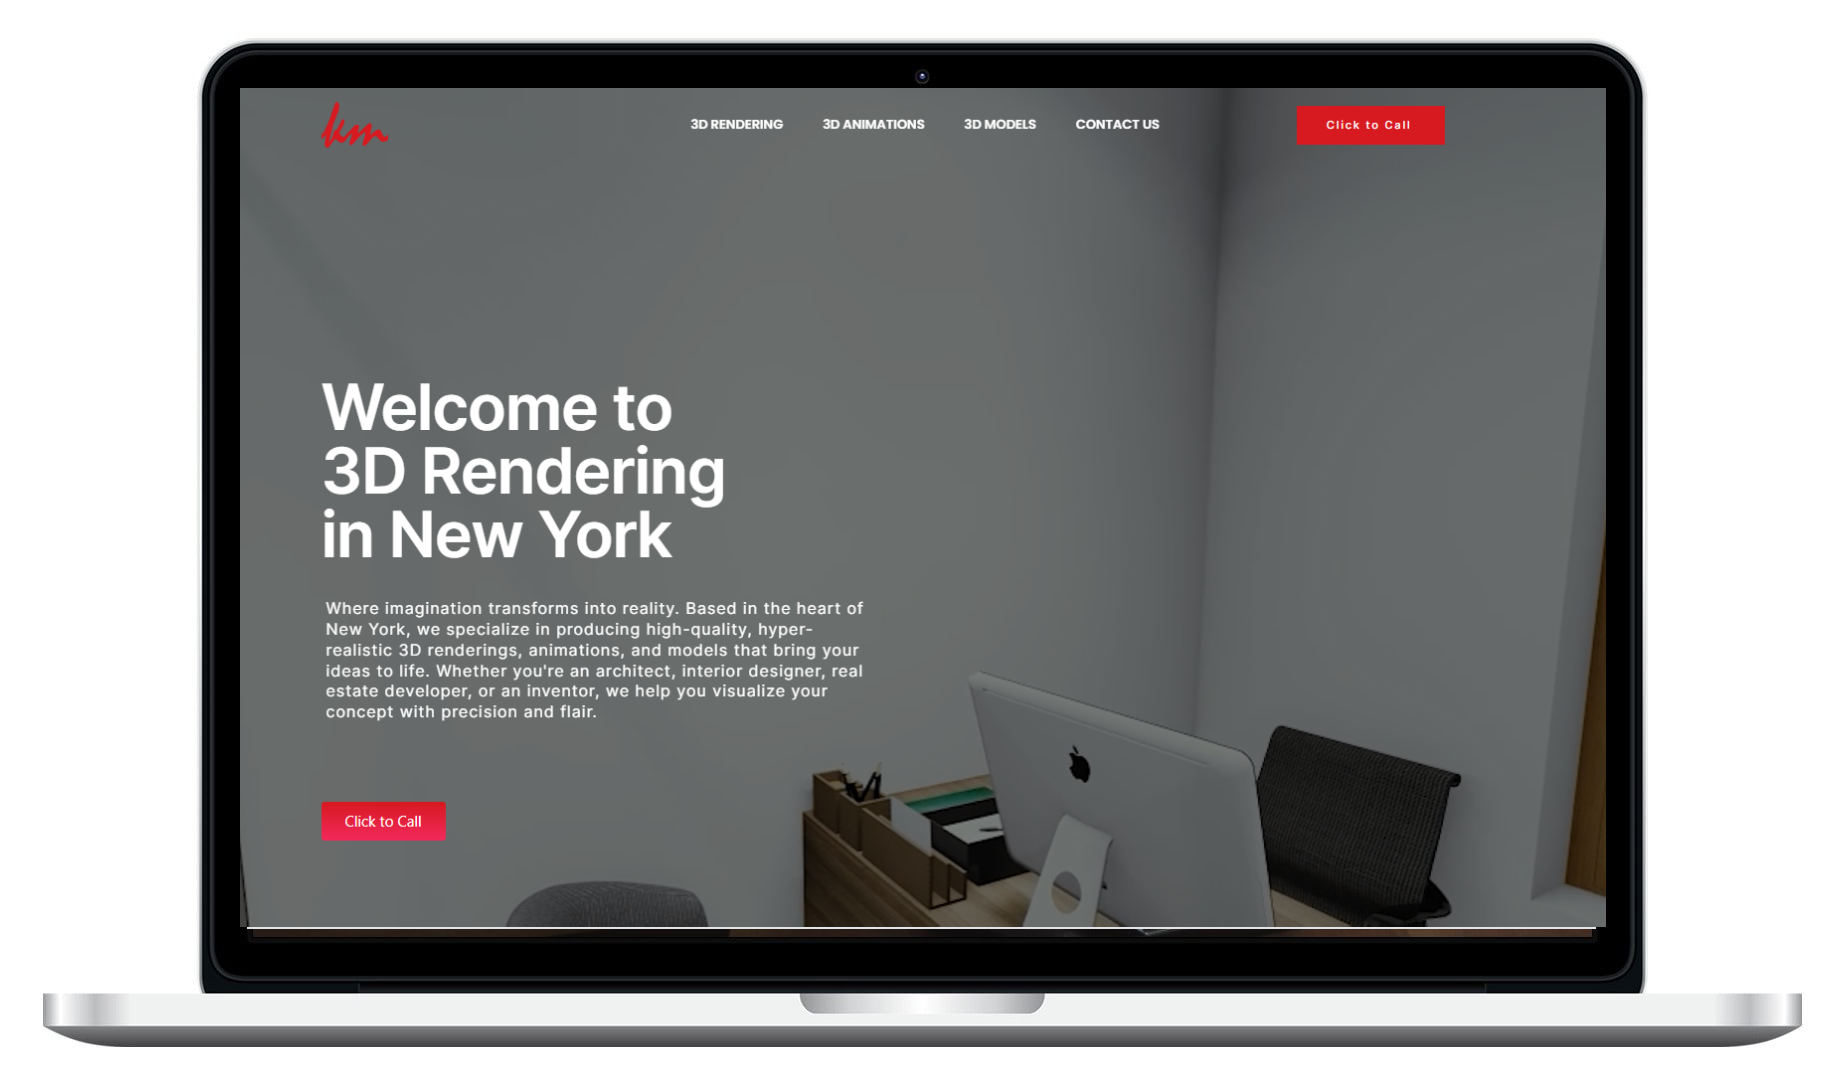 km
3D RENDERING 3D ANIMATIONS 3D MODELS CONTACT US
Click to Call
Welcome to
3D Rendering
in New York
Where imagination transforms into reality. Based in the heart of
New York, we specialize in producing high-quality, hyper-
realistic 3D renderings, animations, and models that bring your
ideas to life. Whether you're an architect, interior designer, real
estate developer, or an inventor, we help you visualize your
concept with precision and flair.
Click to Call